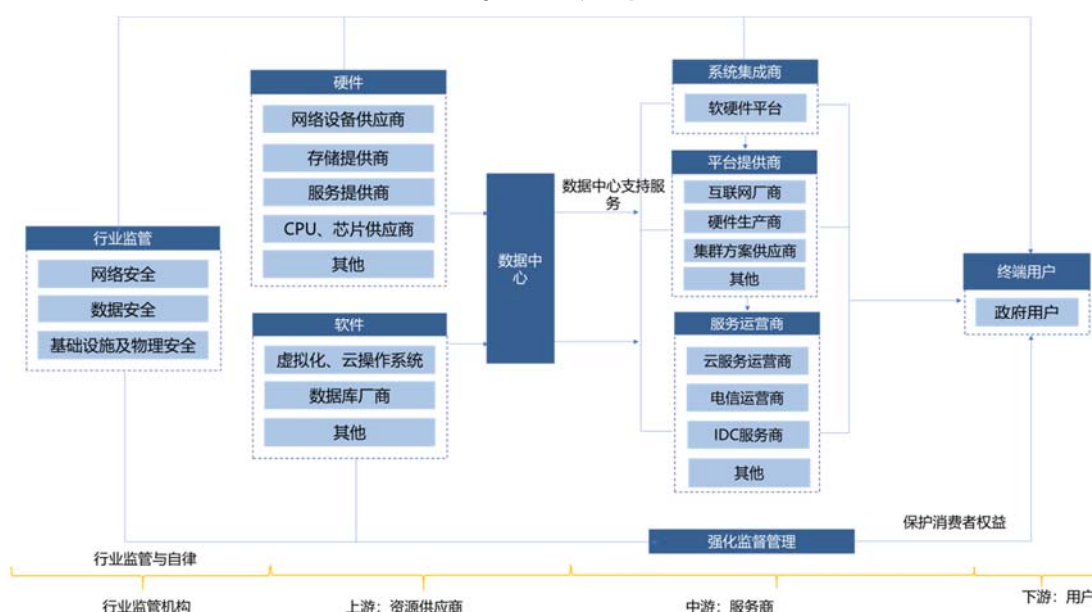 行业监管
网络安全
数据安全
基础设施及物理安全
硬件
网络设备供应商
存储提供商
服务提供商
CPU、芯片供应商
其他
软件
虚拟化、云操作系统
数据库厂商
其他
数据中
心
数据中心支持服
务
系统集成商
软硬件平台
平台提供商
互联网厂商
硬件生产商
集群方案供应商
其他
服务运营商
云服务运营商
电信运营商
IDC服务商
其他
终端用户
政府用户
强化监督管理
保护消费者权益
行业监管与自律
行业监管机构
上游：资源供应商
中游：服务商
下游：用户